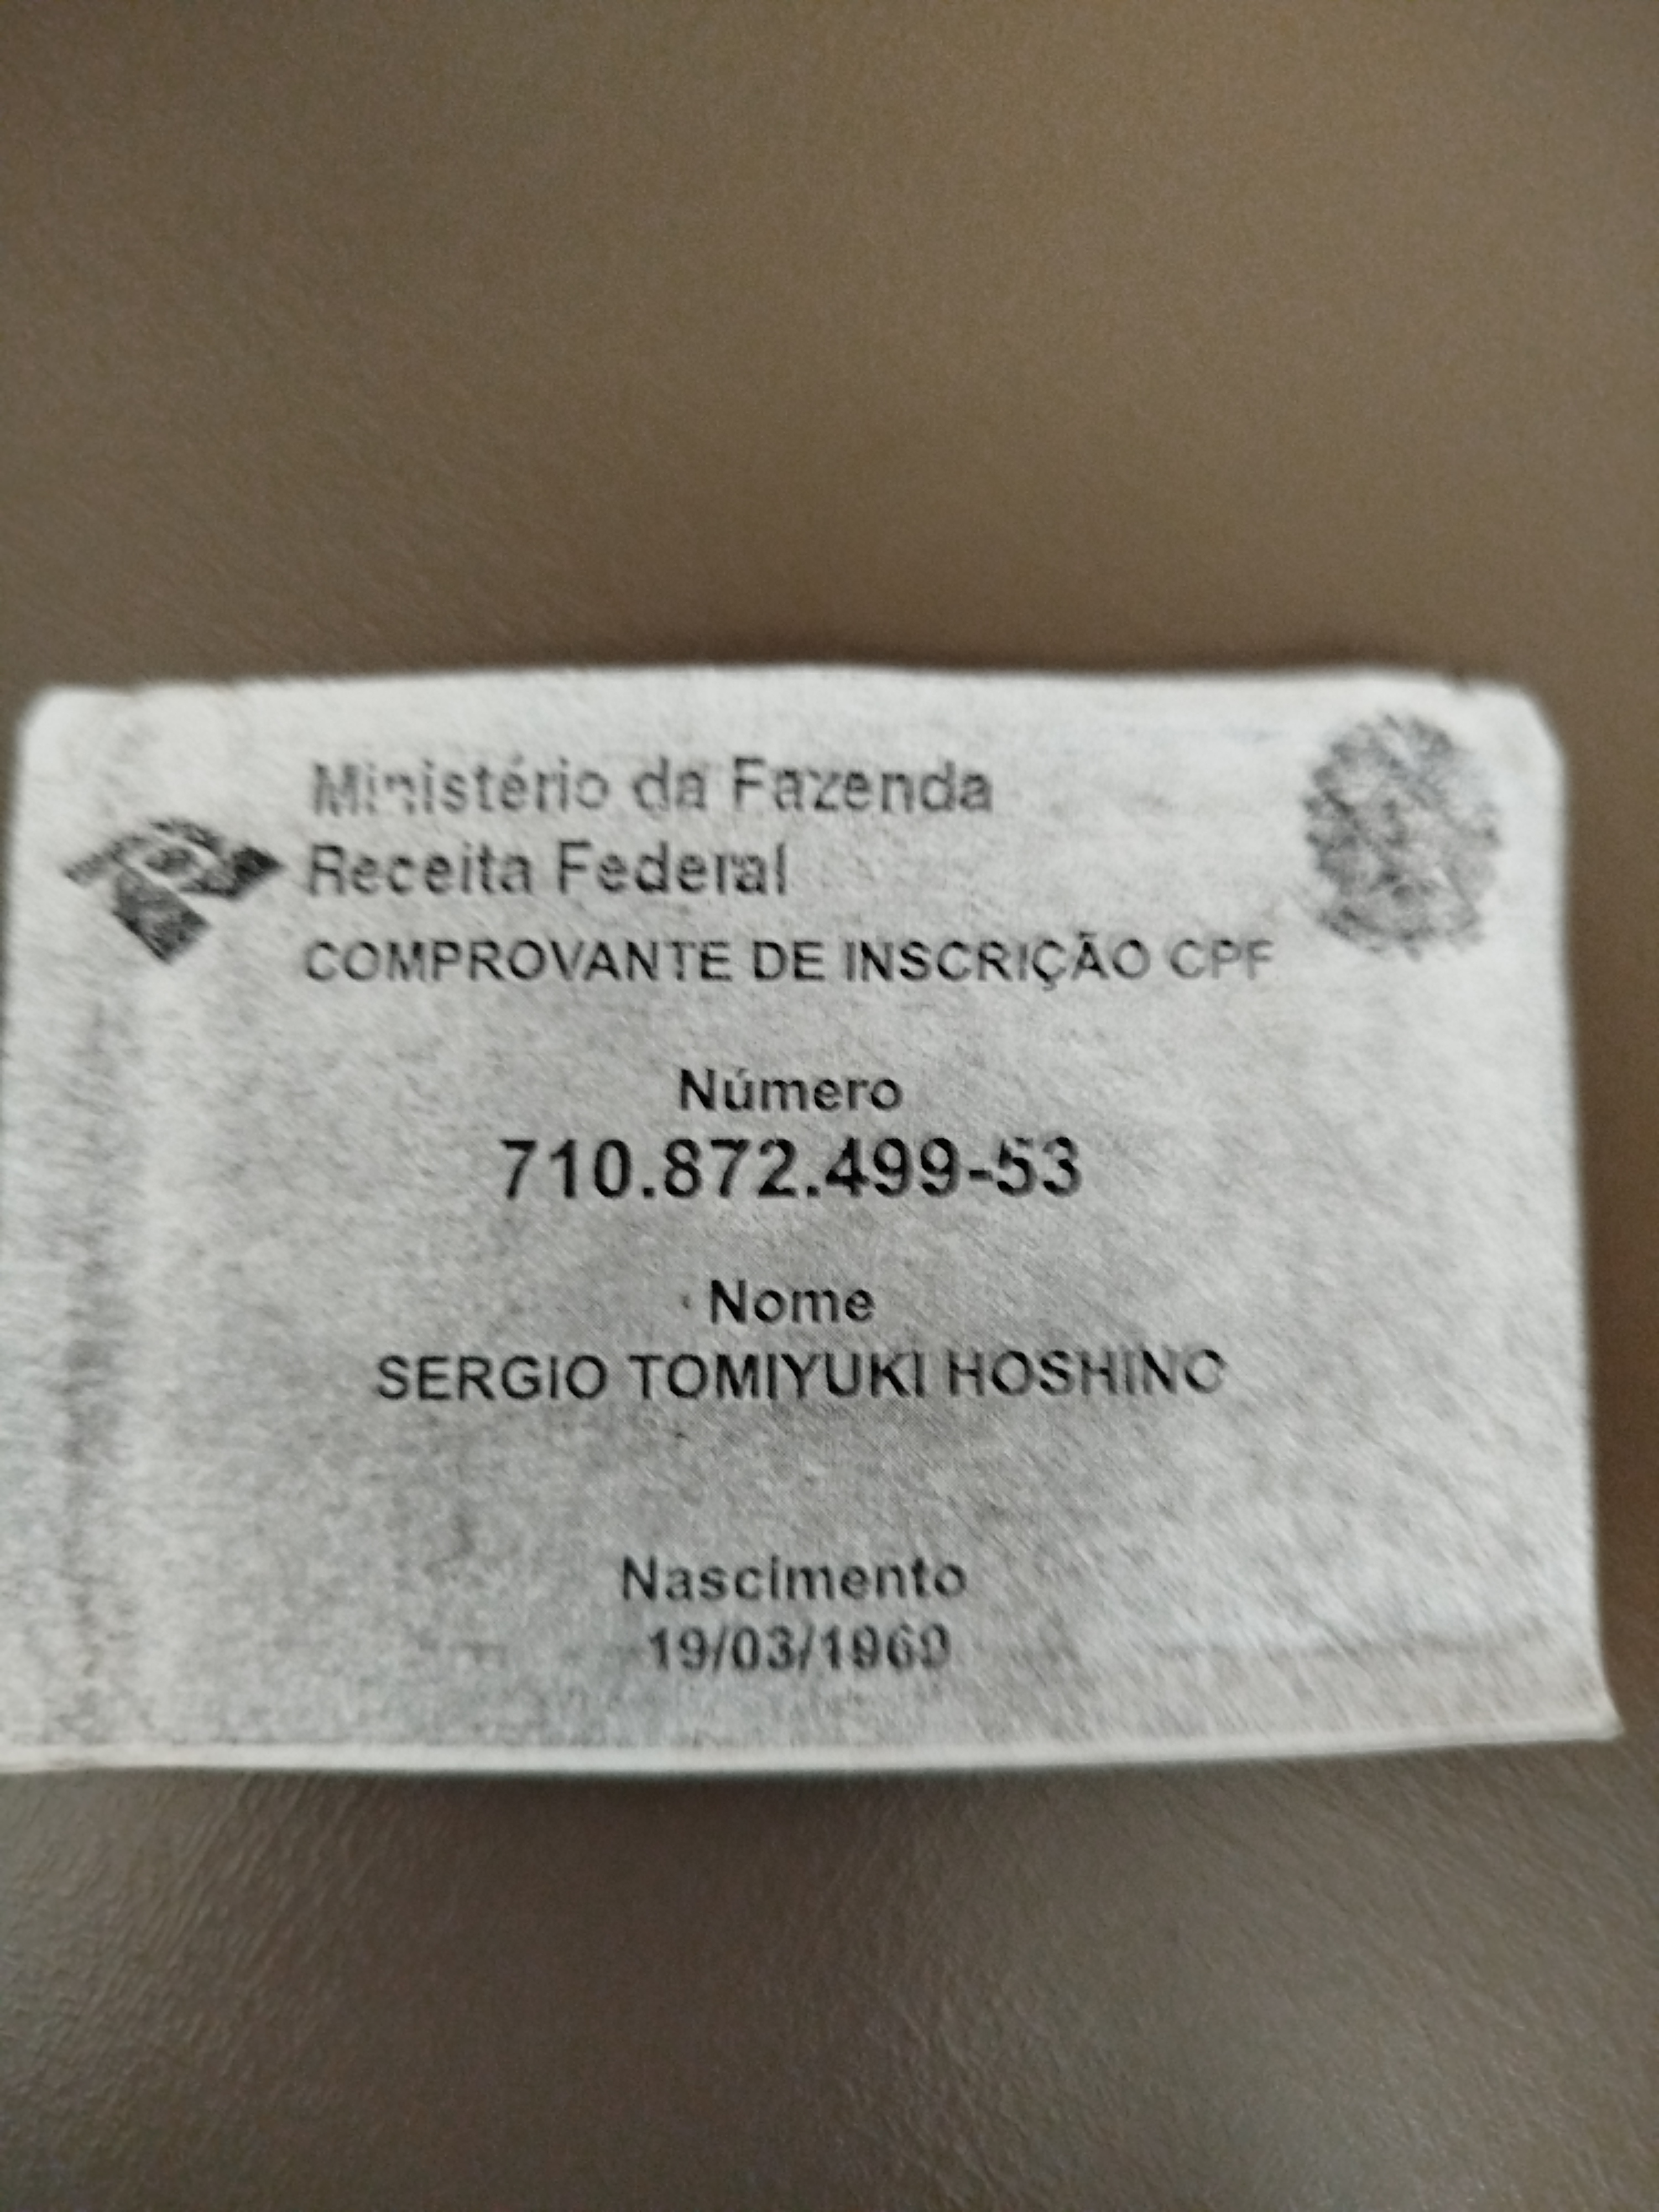 Ministério da Fazenda
Receita Federal
COMPROVANTE DE INSCRIÇÃO CPF
Número
710.872.499-53
Nome
SERGIO TOMIYUKI HOSHINO
Nascimento
19/03/1969